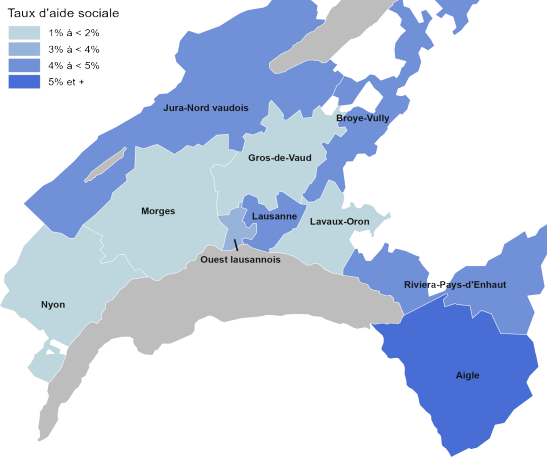 Taux d'aide sociale
1% à < 2%
3% à < 4%
4% à < 5%
5% et +
Jura-Nord vaudois
Broye-Vully
Gros-de-Vaud
Morges
Lausanne
Lavaux-Oron
Ouest lausannois
Riviera-Pays-d'Enhaut
Nyon
Aigle